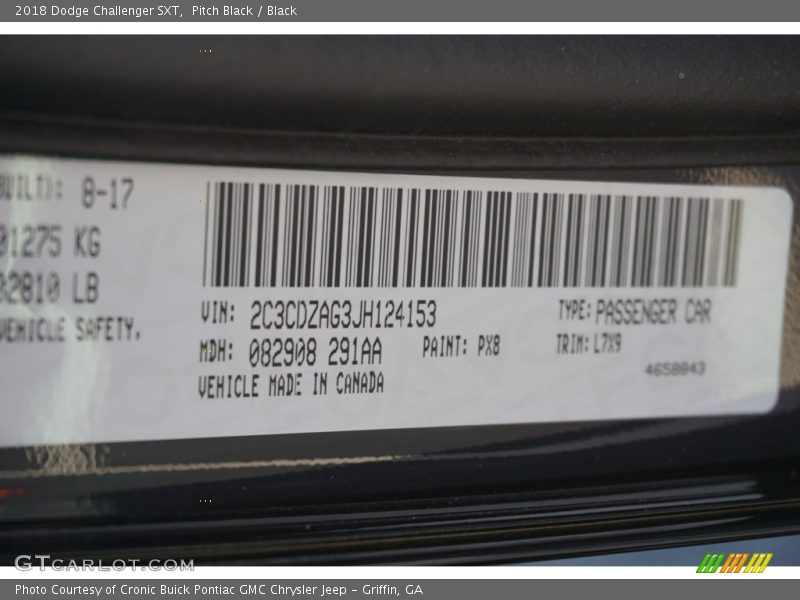 2018 Dodge Challenger SXT, Pitch Black / Black
BUILT): 8-17
01275 KG
02810 LB
VEHICLE SAFETY.
VIN: 2C3CDZAG3JH124153
TYPE: PASSENGER CAR
MDH: 082908 291AA
PAINT: PX8
TRIM: L7X9
VEHICLE MADE IN CANADA
4658843
GTCARLOT.COM
Photo Courtesy of Cronic Buick Pontiac GMC Chrysler Jeep - Griffin, GA